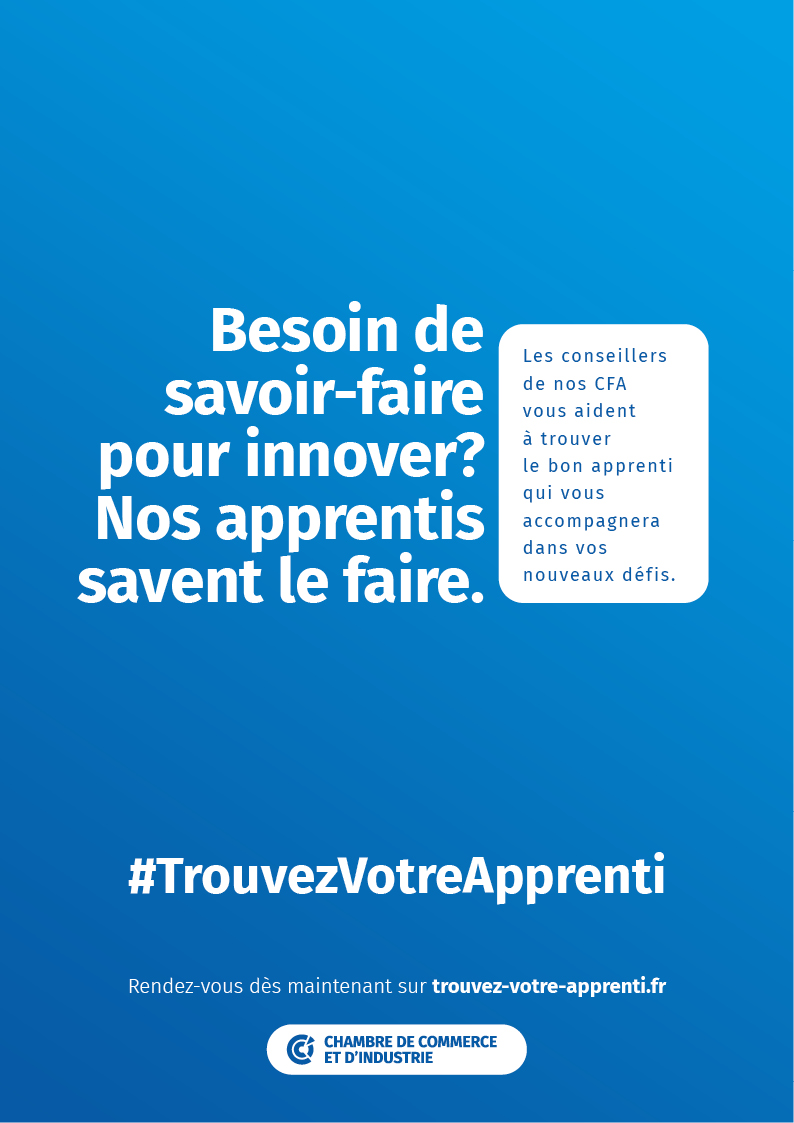 Besoin de
savoir-faire
pour innover?
Nos apprentis
savent le faire.
Les conseillers
de nos CFA
vous aident
à trouver
le bon apprenti
qui vous
accompagnera
dans vos
nouveaux défis.
#TrouvezVotreApprenti
Rendez-vous dès maintenant sur trouvez-votre-apprenti.fr
CHAMBRE DE COMMERCE
ET D'INDUSTRIE